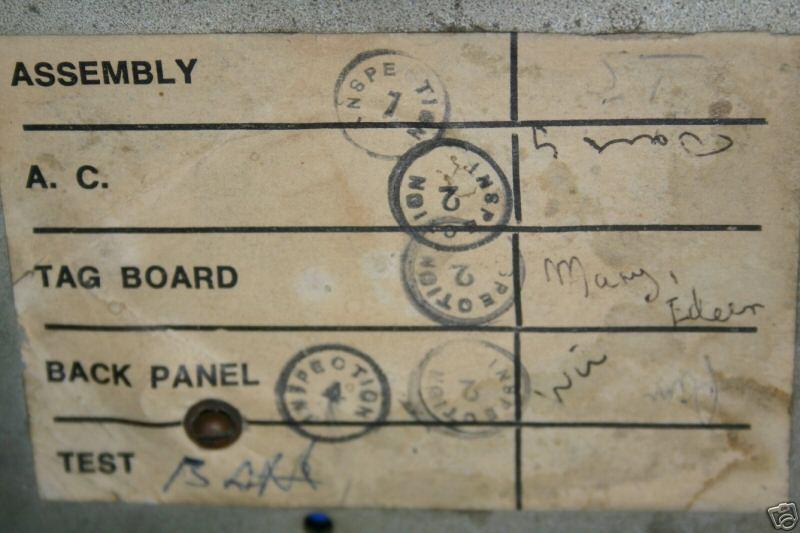 ASSEMBLY INSPECTION 1
A. C. INSPECTION 2
TAG BOARD INSPECTION 2 Mary, Eileen
BACK PANEL INSPECTION 4 INSPECTION 2
TEST